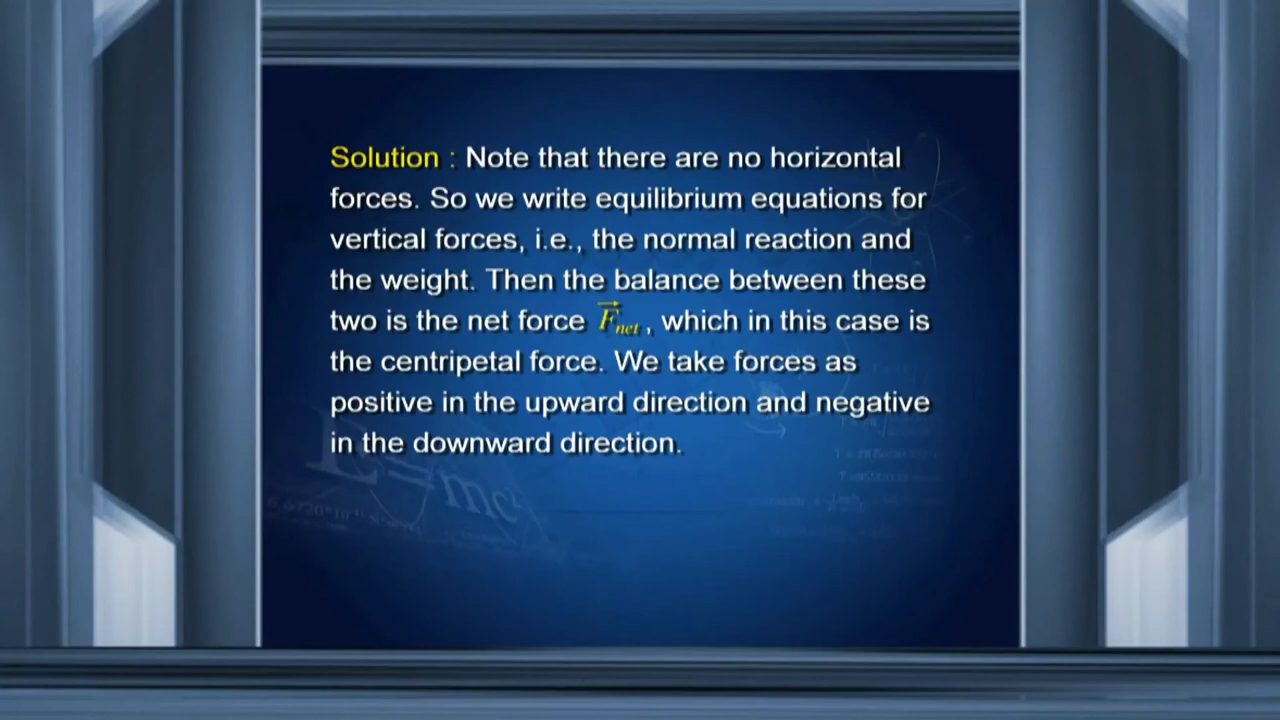 Solution : Note that there are no horizontal
forces. So we write equilibrium equations for
vertical forces, i.e., the normal reaction and
the weight. Then the balance between these
two is the net force F⃗net , which in this case is
the centripetal force. We take forces as
positive in the upward direction and negative
in the downward direction.
mc²